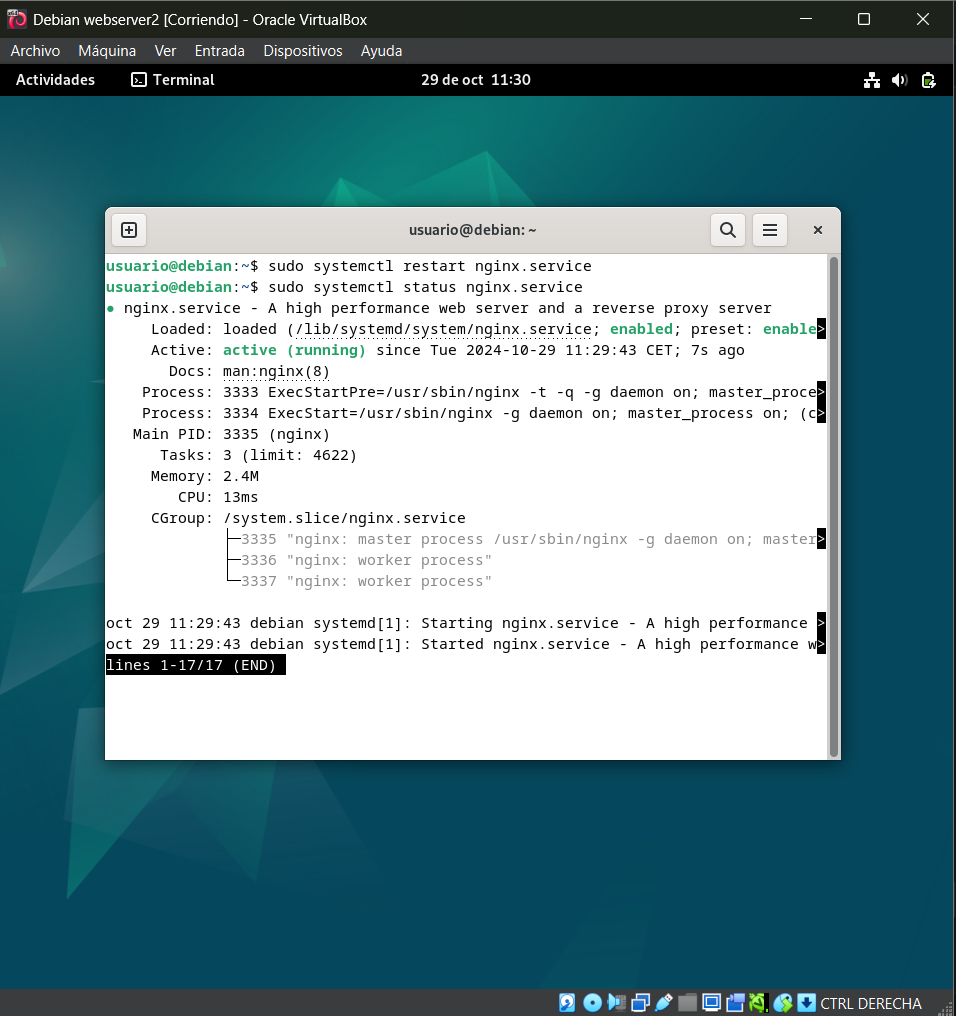 Debian webserver2 [Corriendo] - Oracle VirtualBox
Archivo Máquina Ver Entrada Dispositivos Ayuda
Actividades Terminal 29 de oct 11:30
usuario@debian: ~
usuario@debian:~$ sudo systemctl restart nginx.service
usuario@debian:~$ sudo systemctl status nginx.service
● nginx.service - A high performance web server and a reverse proxy server
Loaded: loaded (/lib/systemd/system/nginx.service; enabled; preset: enable>
Active: active (running) since Tue 2024-10-29 11:29:43 CET; 7s ago
Docs: man:nginx(8)
Process: 3333 ExecStartPre=/usr/sbin/nginx -t -q -g daemon on; master_proce>
Process: 3334 ExecStart=/usr/sbin/nginx -g daemon on; master_process on; (c>
Main PID: 3335 (nginx)
Tasks: 3 (limit: 4622)
Memory: 2.4M
CPU: 13ms
CGroup: /system.slice/nginx.service
├─3335 "nginx: master process /usr/sbin/nginx -g daemon on; master>
├─3336 "nginx: worker process"
└─3337 "nginx: worker process"
oct 29 11:29:43 debian systemd[1]: Starting nginx.service - A high performance >
oct 29 11:29:43 debian systemd[1]: Started nginx.service - A high performance w>
lines 1-17/17 (END)
CTRL DERECHA